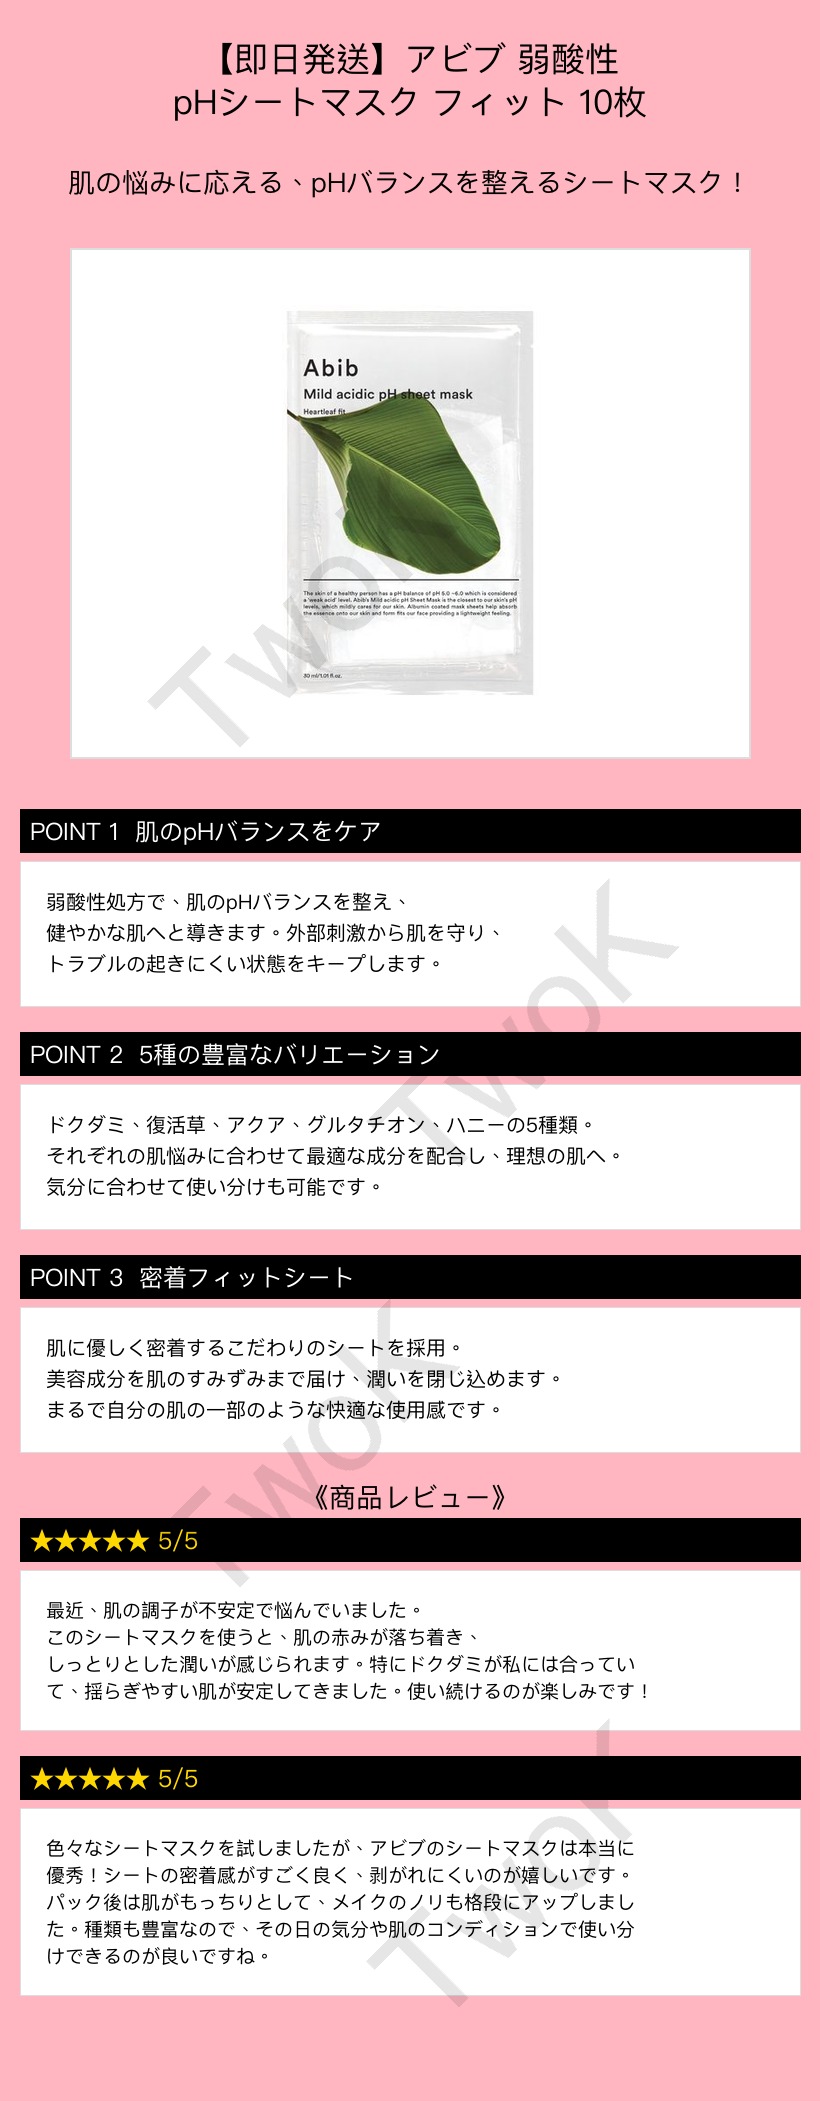 【即日発送】アビブ 弱酸性
pHシートマスク フィット 10枚
肌の悩みに応える、pHバランスを整えるシートマスク！
Abib
Mild acidic pH sheet mask
Heartleaf fit
The skin of a healthy person has a pH balance of pH 5.0 ~6.0 which is considered
a 'weak acid' level. Abib's Mild acidic pH Sheet Mask is the closest to our skin's pH
levels, which mildly cares for our skin. Albumin coated mask sheets help absorb
the essence onto our skin and form fits our face providing a lightweight feeling.
30 ml/1.01 fl.oz.
TwoK
POINT 1 肌のpHバランスをケア
弱酸性処方で、肌のpHバランスを整え、
健やかな肌へと導きます。外部刺激から肌を守り、
トラブルの起きにくい状態をキープします。
TwoK
POINT 2 5種の豊富なバリエーション
ドクダミ、復活草、アクア、グルタチオン、ハニーの5種類。
それぞれの肌悩みに合わせて最適な成分を配合し、理想の肌へ。
気分に合わせて使い分けも可能です。
POINT 3 密着フィットシート
肌に優しく密着するこだわりのシートを採用。
美容成分を肌のすみずみまで届け、潤いを閉じ込めます。
まるで自分の肌の一部のような快適な使用感です。
TwoK
《商品レビュー》
★★★★★ 5/5
最近、肌の調子が不安定で悩んでいました。
このシートマスクを使うと、肌の赤みが落ち着き、
しっとりとした潤いが感じられます。特にドクダミが私には合ってい
て、揺らぎやすい肌が安定してきました。使い続けるのが楽しみです！
★★★★★ 5/5
色々なシートマスクを試しましたが、アビブのシートマスクは本当に
優秀！シートの密着感がすごく良く、剥がれにくいのが嬉しいです。
パック後は肌がもっちりとして、メイクのノリも格段にアップしまし
た。種類も豊富なので、その日の気分や肌のコンディションで使い分
けできるのが良いですね。
TwoK